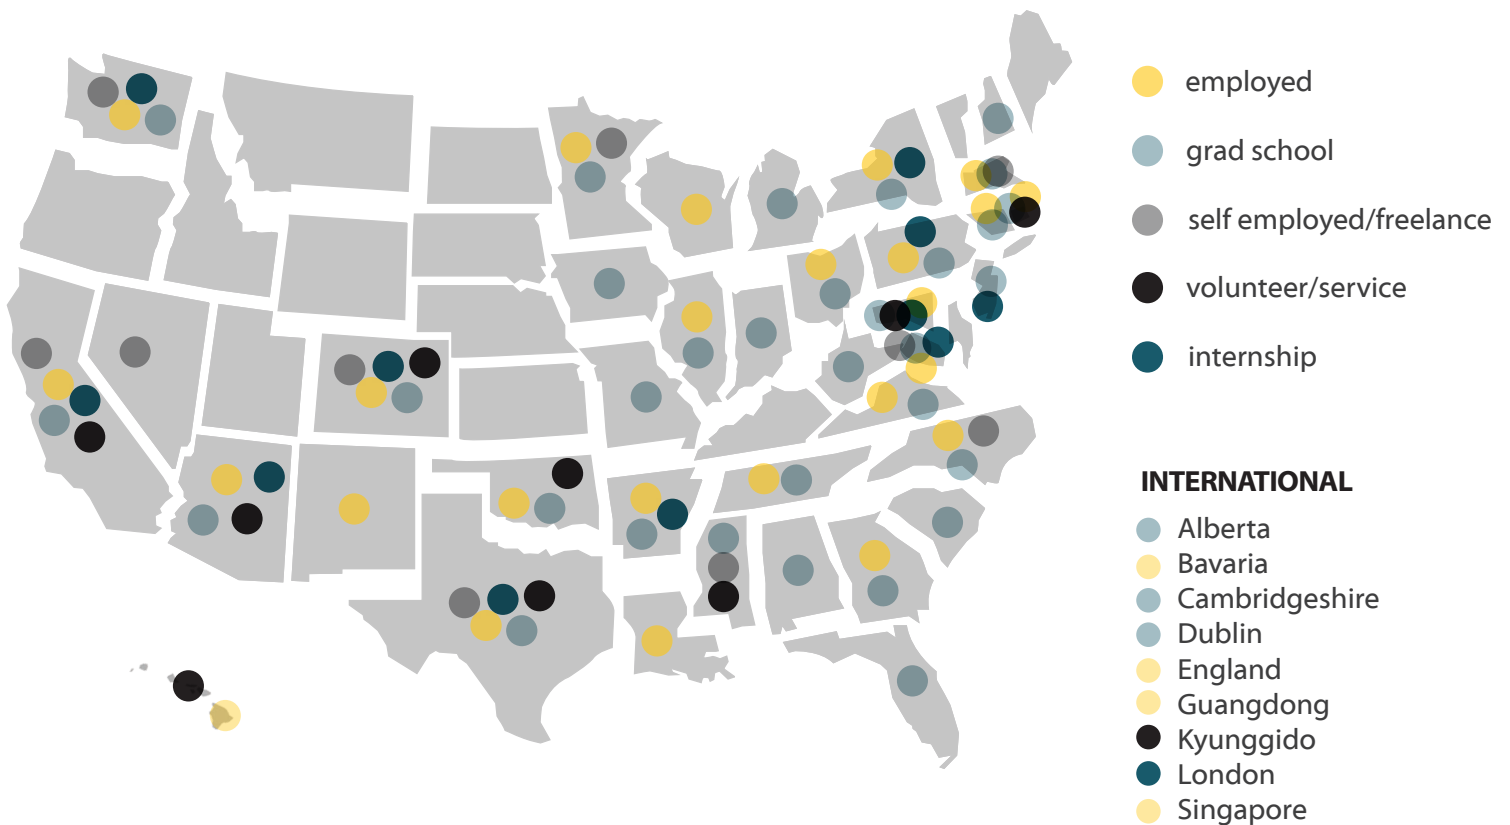 employed
grad school
self employed/freelance
volunteer/service
internship
INTERNATIONAL
Alberta
Bavaria
Cambridgeshire
Dublin
England
Guangdong
Kyunggido
London
Singapore